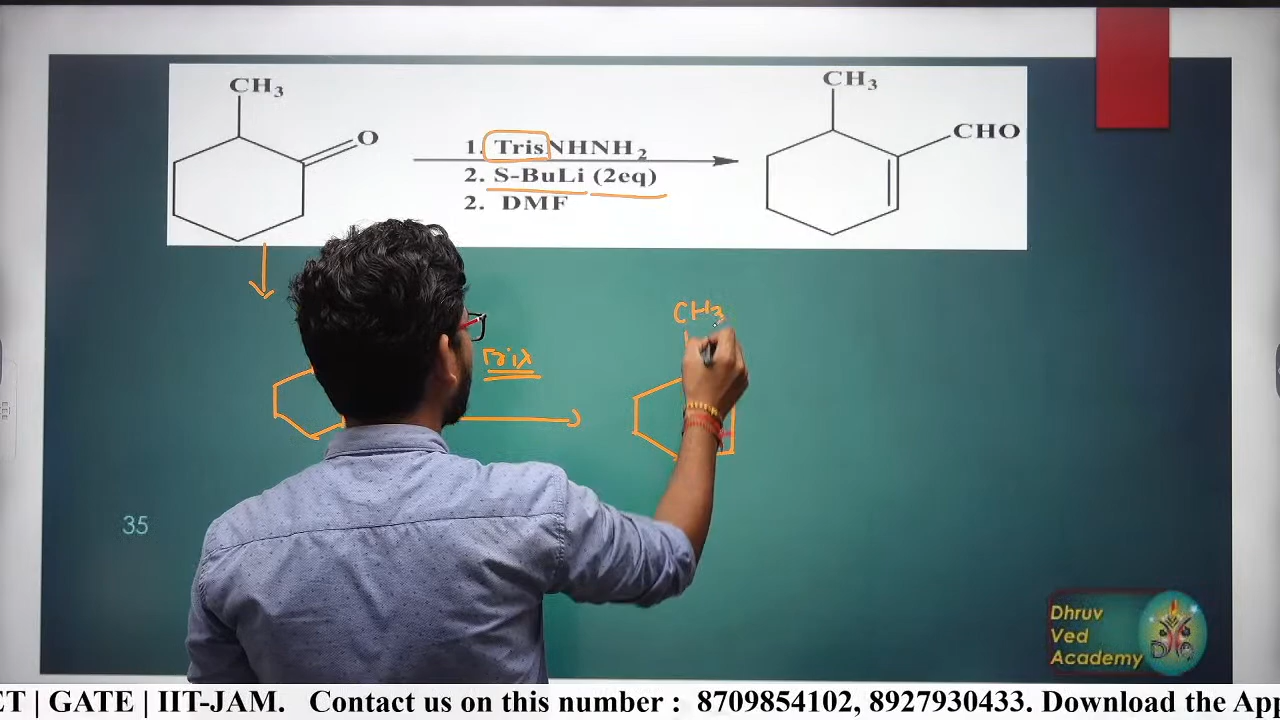 CH3
O
1. TrisNHNH2
2. S-BuLi (2eq)
2. DMF
CH3
CHO
CH3
35
Dhruv
Ved
Academy
ET | GATE | IIT-JAM. Contact us on this number : 8709854102, 8927930433. Download the App